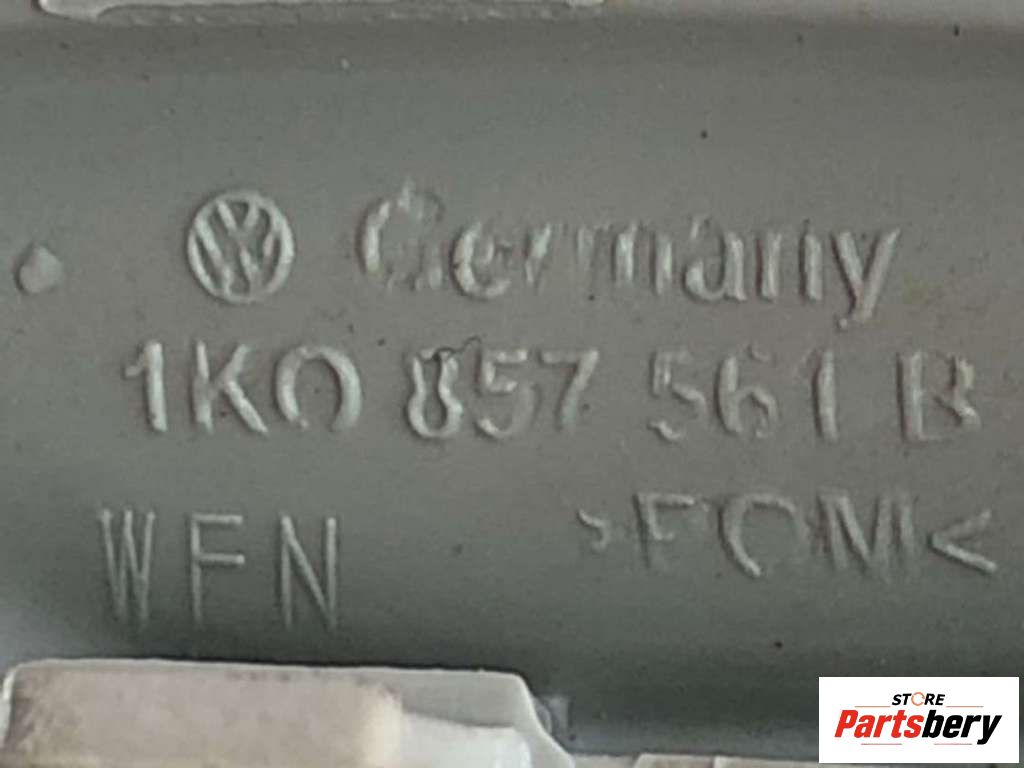 Germany
1K0 857 561 B
WFN >POM<
STORE
Partsbery